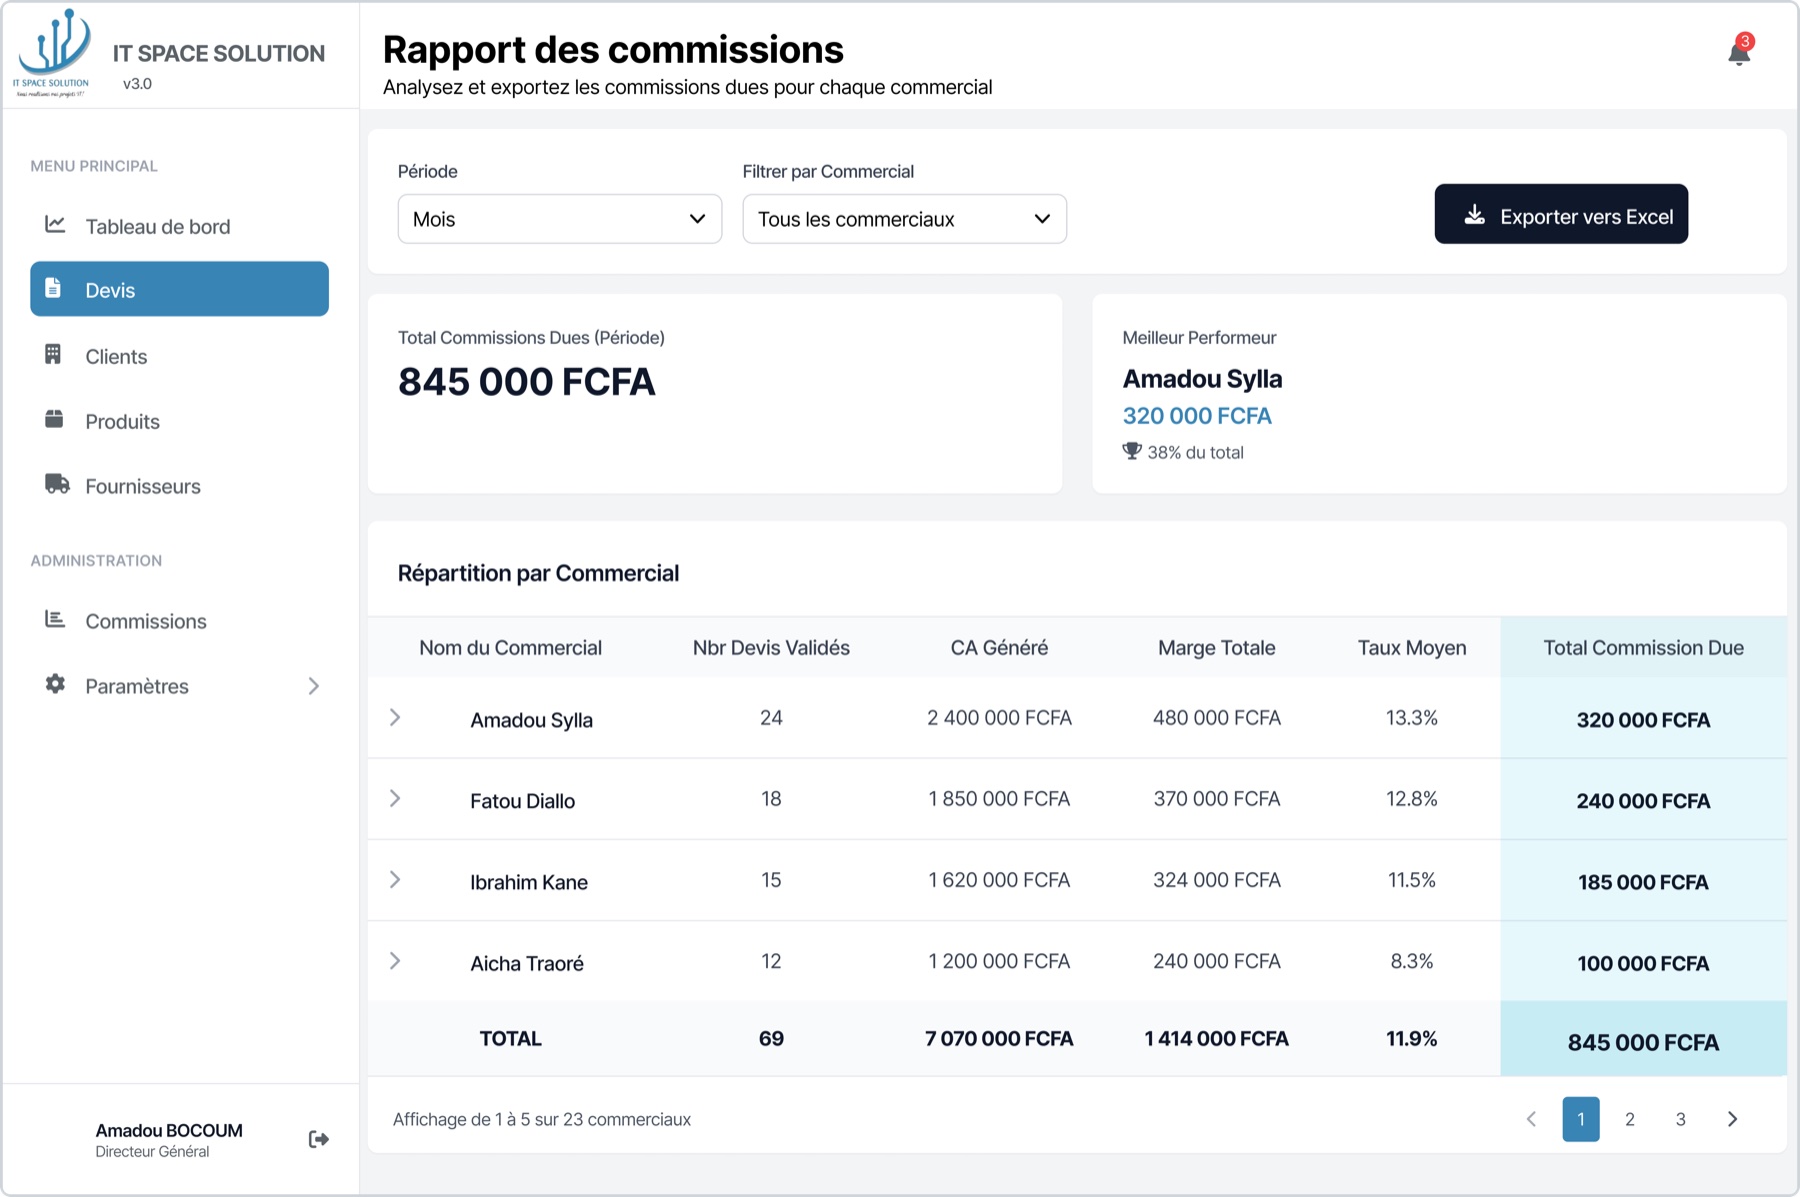 IT SPACE SOLUTION
IT SPACE SOLUTION
v3.0
MENU PRINCIPAL
Tableau de bord
Devis
Clients
Produits
Fournisseurs
ADMINISTRATION
Commissions
Paramètres
Amadou BOCOUM
Directeur Général
Rapport des commissions
Analysez et exportez les commissions dues pour chaque commercial
3
Période
Filtrer par Commercial
Mois
Tous les commerciaux
Exporter vers Excel
Total Commissions Dues (Période)
845 000 FCFA
Meilleur Performeur
Amadou Sylla
320 000 FCFA
38% du total
Répartition par Commercial
Nom du Commercial Nbr Devis Validés CA Généré Marge Totale Taux Moyen Total Commission Due
Amadou Sylla 24 2 400 000 FCFA 480 000 FCFA 13.3% 320 000 FCFA
Fatou Diallo 18 1 850 000 FCFA 370 000 FCFA 12.8% 240 000 FCFA
Ibrahim Kane 15 1 620 000 FCFA 324 000 FCFA 11.5% 185 000 FCFA
Aicha Traoré 12 1 200 000 FCFA 240 000 FCFA 8.3% 100 000 FCFA
TOTAL 69 7 070 000 FCFA 1 414 000 FCFA 11.9% 845 000 FCFA
Affichage de 1 à 5 sur 23 commerciaux
1 2 3